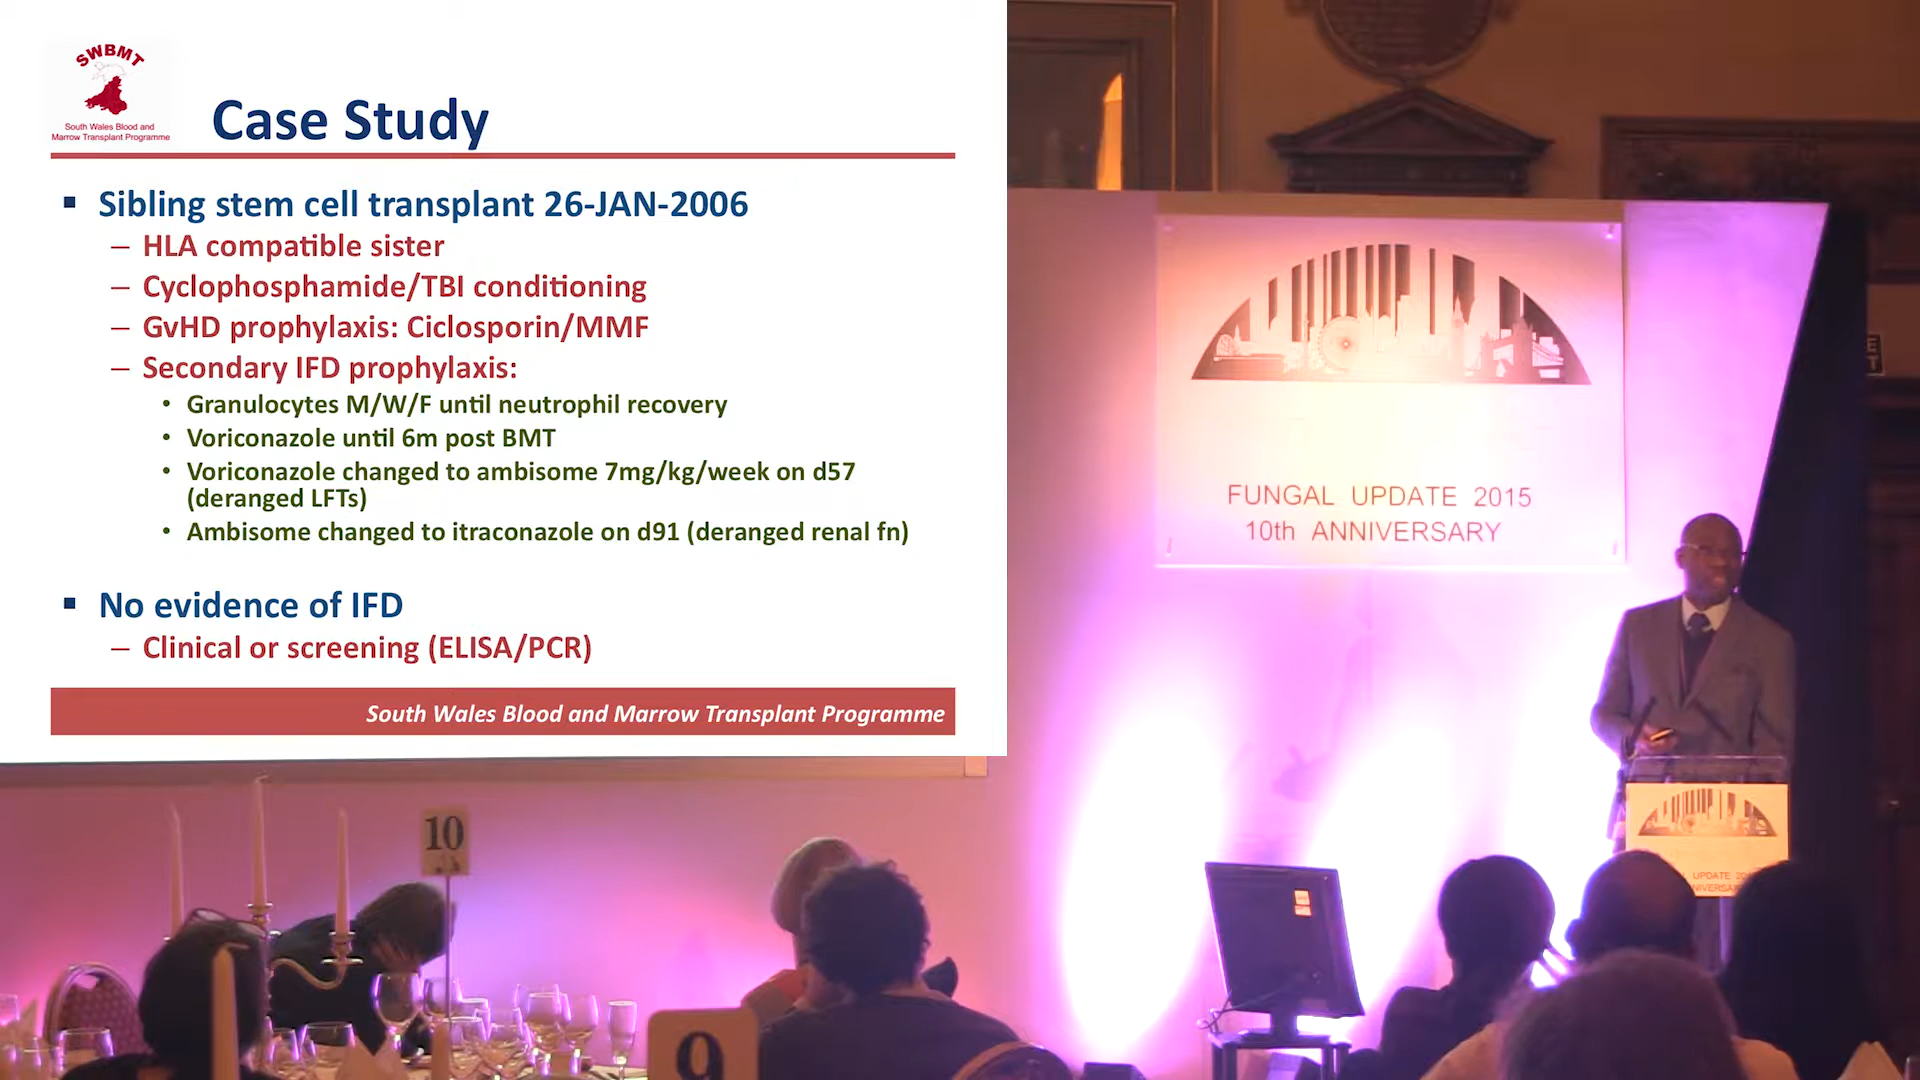 SWBMT
South Wales Blood and
Marrow Transplant Programme
Case Study
▪ Sibling stem cell transplant 26-JAN-2006
– HLA compatible sister
– Cyclophosphamide/TBI conditioning
– GvHD prophylaxis: Ciclosporin/MMF
– Secondary IFD prophylaxis:
• Granulocytes M/W/F until neutrophil recovery
• Voriconazole until 6m post BMT
• Voriconazole changed to ambisome 7mg/kg/week on d57
(deranged LFTs)
• Ambisome changed to itraconazole on d91 (deranged renal fn)
▪ No evidence of IFD
– Clinical or screening (ELISA/PCR)
South Wales Blood and Marrow Transplant Programme
FUNGAL UPDATE 2015
10th ANNIVERSARY
10
9
UPDATE